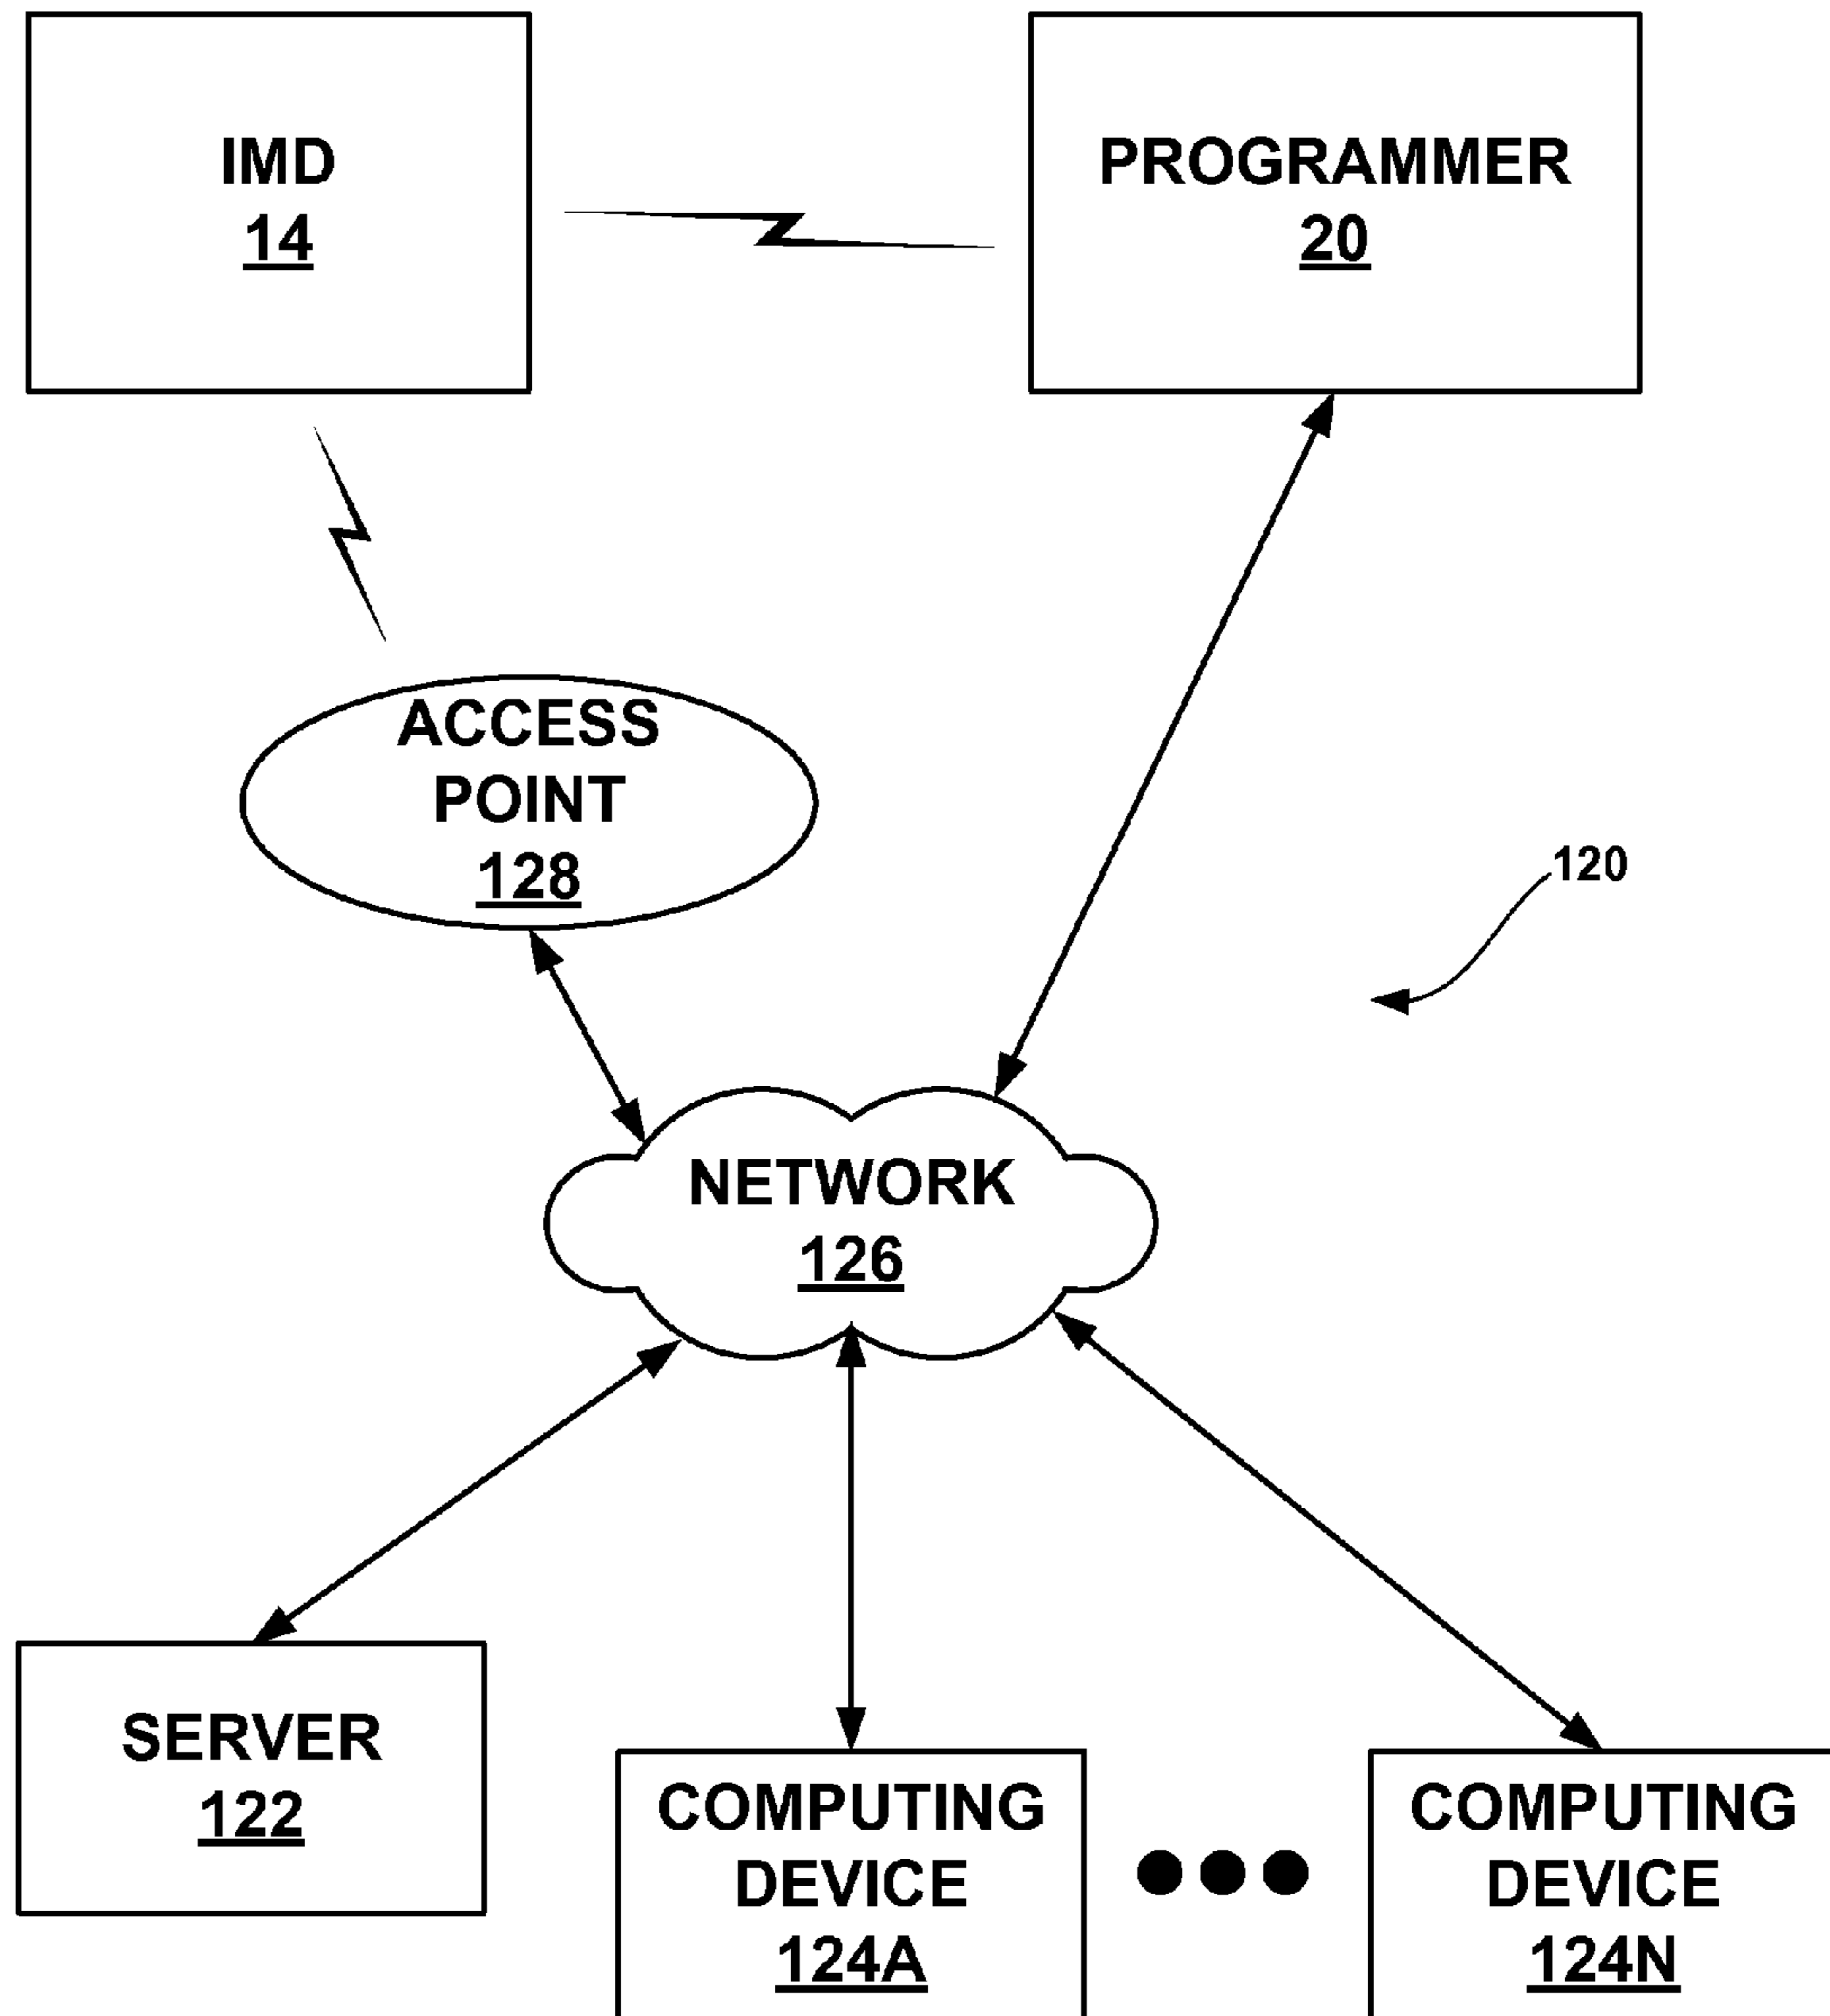 IMD
14
PROGRAMMER
20
ACCESS
POINT
128
120
NETWORK
126
SERVER
122
COMPUTING
DEVICE
124A
COMPUTING
DEVICE
124N